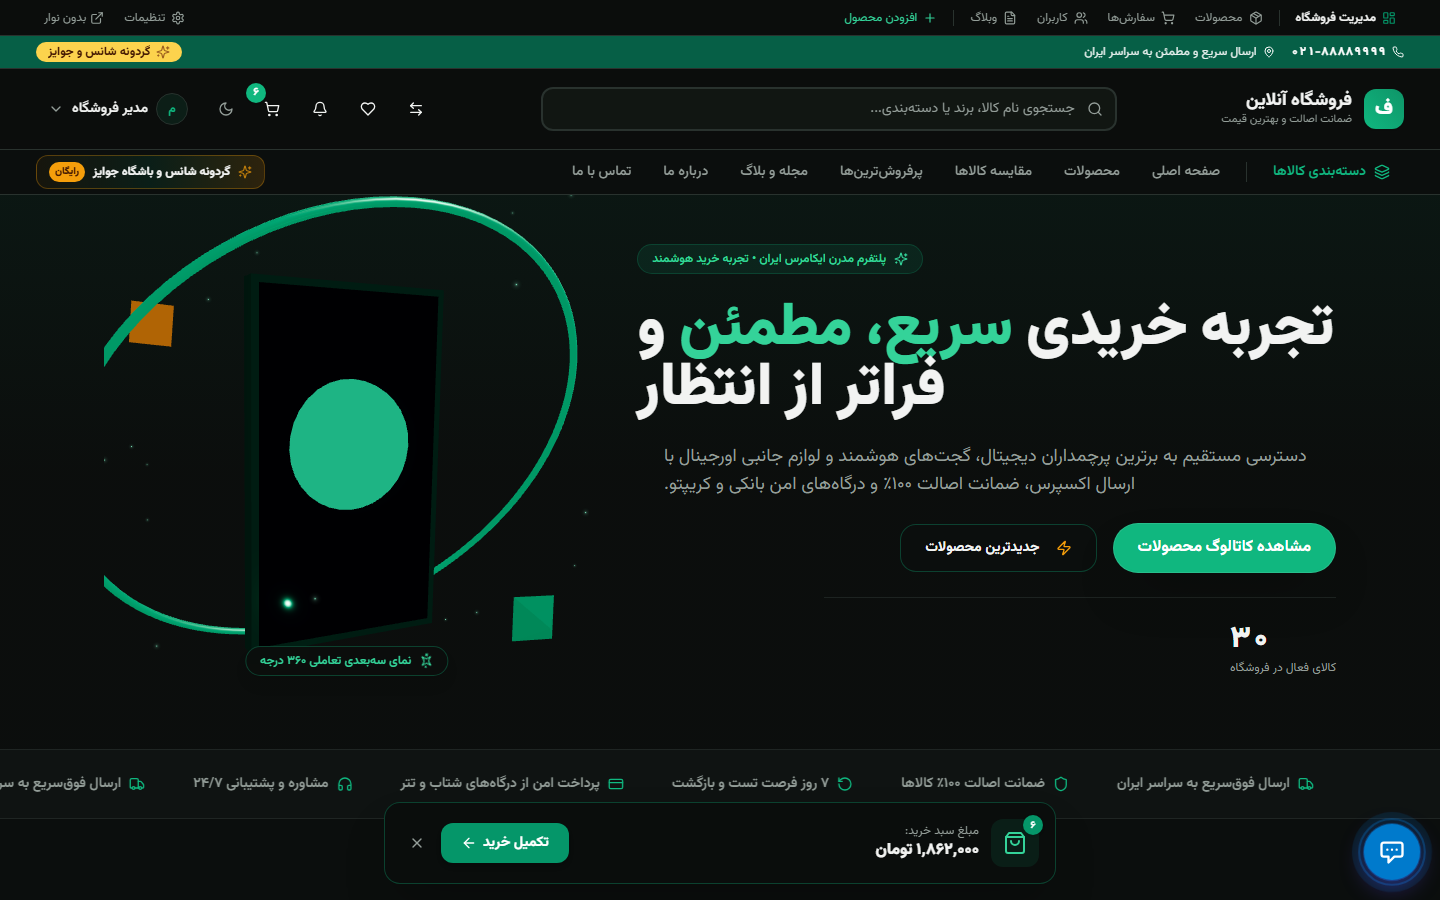 مدیریت فروشگاه
محصولات
سفارش‌ها
کاربران
وبلاگ
افزودن محصول
تنظیمات
بدون نوار
۰۲۱-۸۸۸۸۹۹۹۹
ارسال سریع و مطمئن به سراسر ایران
گردونه شانس و جوایز
ف
فروشگاه آنلاین
ضمانت اصالت و بهترین قیمت
جستجوی نام کالا، برند یا دسته‌بندی...
۶
م
مدیر فروشگاه
دسته‌بندی کالاها
صفحه اصلی
محصولات
مقایسه کالاها
پرفروش‌ترین‌ها
مجله و بلاگ
درباره ما
تماس با ما
گردونه شانس و باشگاه جوایز
رایگان
پلتفرم مدرن ایکامرس ایران • تجربه خرید هوشمند
تجربه خریدی سریع، مطمئن و
فراتر از انتظار
دسترسی مستقیم به برترین پرچمداران دیجیتال، گجت‌های هوشمند و لوازم جانبی اورجینال با
ارسال اکسپرس، ضمانت اصالت ۱۰۰٪ و درگاه‌های امن بانکی و کریپتو.
مشاهده کاتالوگ محصولات
جدیدترین محصولات
۳۰
کالای فعال در فروشگاه
نمای سه‌بعدی تعاملی ۳۶۰ درجه
ارسال فوق‌سریع به سراسر ایران
ضمانت اصالت ۱۰۰٪ کالاها
۷ روز فرصت تست و بازگشت
پرداخت امن از درگاه‌های شتاب و تتر
مشاوره و پشتیبانی ۲۴/۷
ارسال فوق‌سریع به سر
۶
مبلغ سبد خرید:
۱,۸۶۲,۰۰۰ تومان
تکمیل خرید